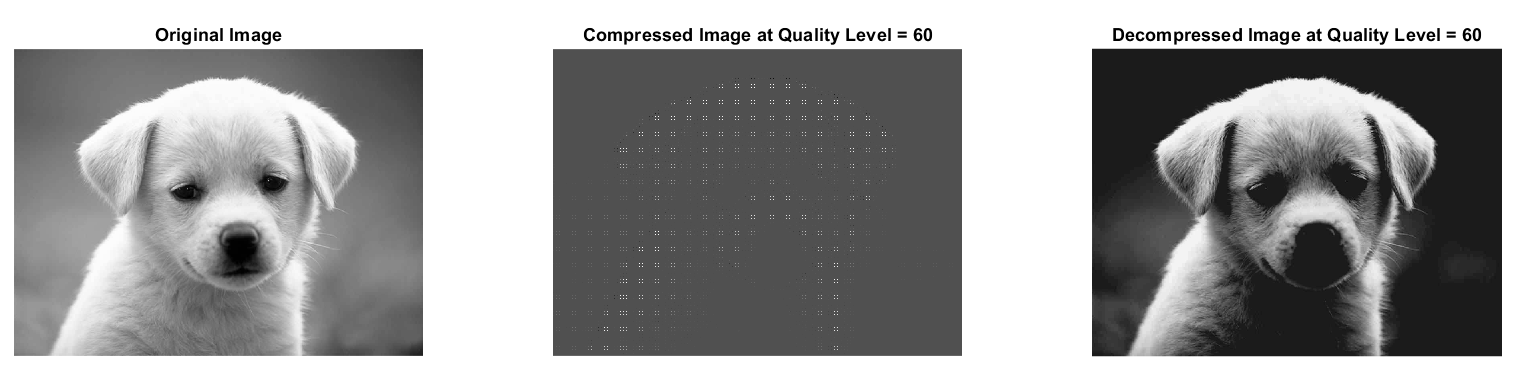 Original Image
Compressed Image at Quality Level = 60
Decompressed Image at Quality Level = 60